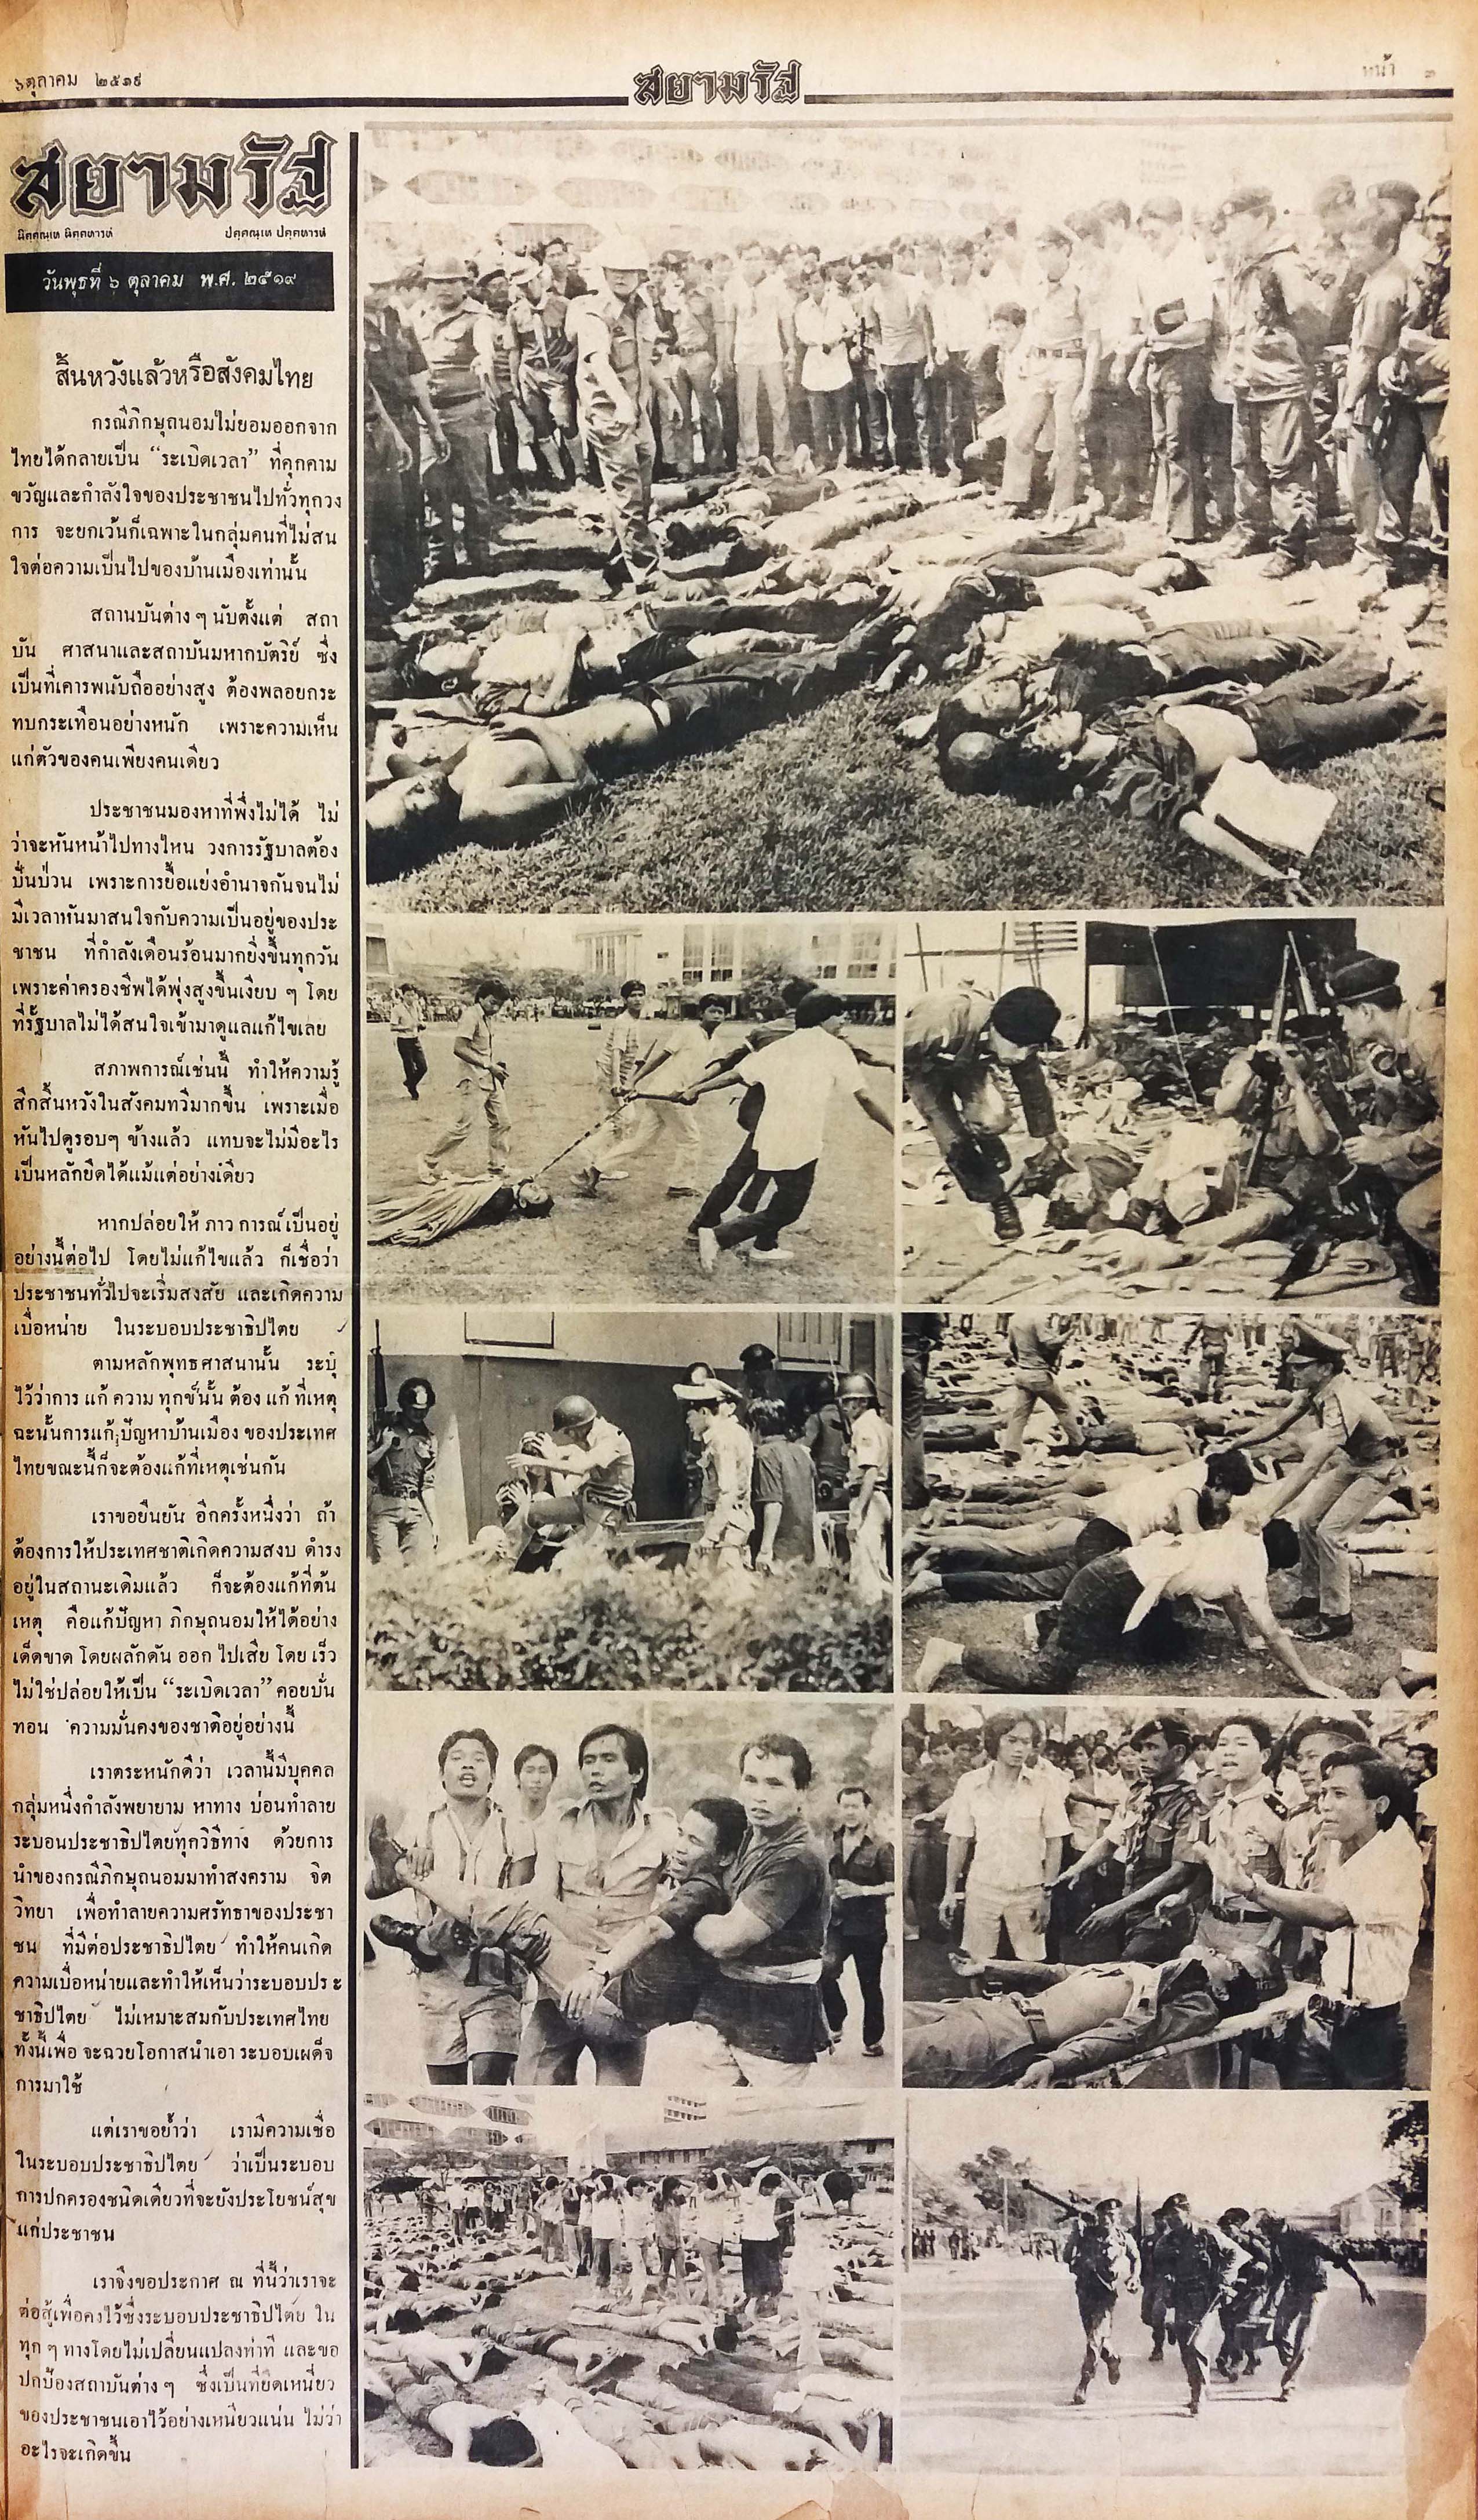 ๖ตุลาคม ๒๕๑๙
สยามรัฐ
หน้า ๓
สยามรัฐ
นิคฺคณฺเห นิคฺคหารหํ ปคฺคณฺเห ปคฺคหารหํ
วันพุธที่ ๖ ตุลาคม พ.ศ. ๒๕๑๙
สิ้นหวังแล้วหรือสังคมไทย
กรณีภิกษุถนอมไม่ยอมออกจาก
ไทยได้กลายเป็น “ระเบิดเวลา” ที่คุกคาม
ขวัญและกำลังใจของประชาชนไปทั่วทุกวง
การ จะยกเว้นก็เฉพาะในกลุ่มคนที่ไม่สน
ใจต่อความเป็นไปของบ้านเมืองเท่านั้น
สถานบันต่าง ๆ นับตั้งแต่ สถา
บัน ศาสนาและสถาบันมหากษัตริย์ ซึ่ง
เป็นที่เคารพนับถืออย่างสูง ต้องพลอยกระ
ทบกระเทือนอย่างหนัก เพราะความเห็น
แก่ตัวของคนเพียงคนเดียว
ประชาชนมองหาที่พึ่งไม่ได้ ไม่
ว่าจะหันหน้าไปทางไหน วงการรัฐบาลต้อง
ปั่นป่วน เพราะการยื้อแย่งอำนาจกันจนไม่
มีเวลาหันมาสนใจกับความเป็นอยู่ของประ
ชาชน ที่กำลังเดือนร้อนมากยิ่งขึ้นทุกวัน
เพราะค่าครองชีพได้พุ่งสูงขึ้นเงียบ ๆ โดย
ที่รัฐบาลไม่ได้สนใจเข้ามาดูแลแก้ไขเลย
สภาพการณ์เช่นนี้ ทำให้ความรู้
สึกสิ้นหวังในสังคมทวีมากขึ้น เพราะเมื่อ
หันไปดูรอบๆ ข้างแล้ว แทบจะไม่มีอะไร
เป็นหลักยึดได้แม้แต่อย่างเดียว
หากปล่อยให้ ภาว การณ์ เป็นอยู่
อย่างนี้ต่อไป โดยไม่แก้ไขแล้ว ก็เชื่อว่า
ประชาชนทั่วไปจะเริ่มสงสัย และเกิดความ
เบื่อหน่าย ในระบอบประชาธิปไตย
ตามหลักพุทธศาสนานั้น ระบุ
ไว้ว่าการ แก้ ความ ทุกข์นั้น ต้อง แก้ ที่เหตุ
ฉะนั้นการแก้ปัญหาบ้านเมือง ของประเทศ
ไทยขณะนี้ก็จะต้องแก้ที่เหตุเช่นกัน
เราขอยืนยัน อีกครั้งหนึ่งว่า ถ้า
ต้องการให้ประเทศชาติเกิดความสงบ ดำรง
อยู่ในสถานะเดิมแล้ว ก็จะต้องแก้ที่ต้น
เหตุ คือแก้ปัญหา ภิกษุถนอมให้ได้อย่าง
เด็ดขาด โดยผลักดัน ออก ไปเสีย โดย เร็ว
ไม่ใช่ปล่อยให้เป็น “ระเบิดเวลา” คอยบั่น
ทอน ความมั่นคงของชาติอยู่อย่างนี้
เราตระหนักดีว่า เวลานี้มีบุคคล
กลุ่มหนึ่งกำลังพยายาม หาทาง บ่อนทำลาย
ระบอบประชาธิปไตยทุกวิธีทาง ด้วยการ
นำของกรณีภิกษุถนอมมาทำสงคราม จิต
วิทยา เพื่อทำลายความศรัทธาของประชา
ชน ที่มีต่อประชาธิปไตย ทำให้คนเกิด
ความเบื่อหน่ายและทำให้เห็นว่าระบอบประ
ชาธิปไตย ไม่เหมาะสมกับประเทศไทย
ทั้งนี้เพื่อ จะฉวยโอกาสนำเอา ระบอบเผด็จ
การมาใช้
แต่เราขอย้ำว่า เรามีความเชื่อ
ในระบอบประชาธิปไตย ว่าเป็นระบอบ
การปกครองชนิดเดียวที่จะยังประโยชน์สุข
แก่ประชาชน
เราจึงขอประกาศ ณ ที่นี้ว่าเราจะ
ต่อสู้เพื่อคงไว้ซึ่งระบอบประชาธิปไตย ใน
ทุก ๆ ทางโดยไม่เปลี่ยนแปลงท่าที และขอ
ปกป้องสถาบันต่าง ๆ ซึ่งเป็นที่ยึดเหนี่ยว
ของประชาชนเอาไว้อย่างเหนียวแน่น ไม่ว่า
อะไรจะเกิดขึ้น